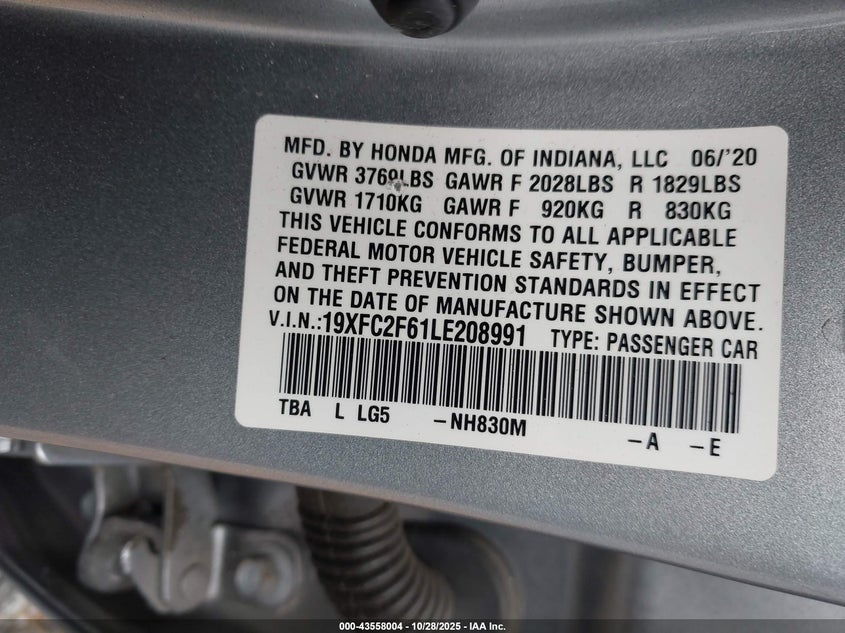 MFD. BY HONDA MFG. OF INDIANA, LLC 06/'20
GVWR 3769LBS GAWR F 2028LBS R 1829LBS
GVWR 1710KG GAWR F 920KG R 830KG
THIS VEHICLE CONFORMS TO ALL APPLICABLE
FEDERAL MOTOR VEHICLE SAFETY, BUMPER,
AND THEFT PREVENTION STANDARDS IN EFFECT
ON THE DATE OF MANUFACTURE SHOWN ABOVE.
V.I.N.:19XFC2F61LE208991 TYPE: PASSENGER CAR
TBA L LG5 -NH830M -A -E
000-43558004 | 10/28/2025 - IAA Inc.